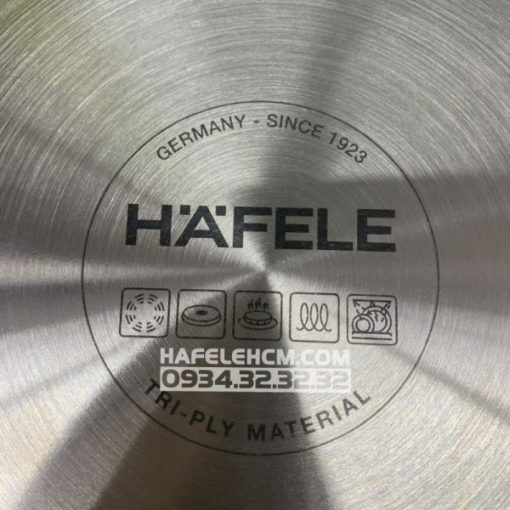 GERMANY - SINCE 1923
HÄFELE
HAFELEHCM.COM
0934.32.32.32
TRI-PLY MATERIAL